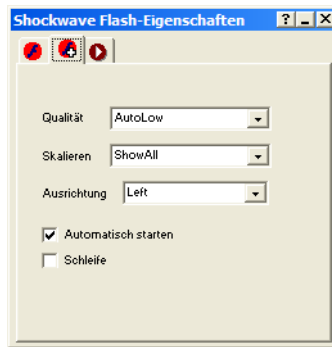 Shockwave Flash-Eigenschaften
Qualität AutoLow
Skalieren ShowAll
Ausrichtung Left
Automatisch starten
Schleife